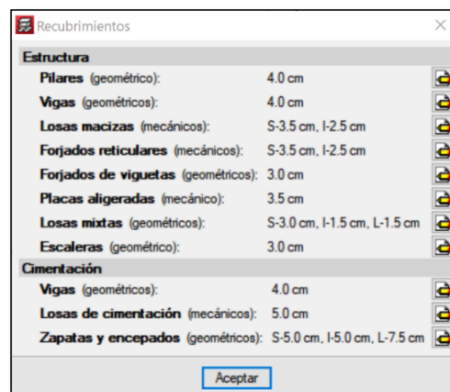 Recubrimientos
Estructura
Pilares (geométrico): 4.0 cm
Vigas (geométricos): 4.0 cm
Losas macizas (mecánicos): S-3.5 cm, I-2.5 cm
Forjados reticulares (mecánicos): S-3.5 cm, I-2.5 cm
Forjados de viguetas (geométricos): 3.0 cm
Placas aligeradas (mecánico): 3.5 cm
Losas mixtas (geométricos): S-3.0 cm, I-1.5 cm, L-1.5 cm
Escaleras (geométrico): 3.0 cm
Cimentación
Vigas (geométricos): 4.0 cm
Losas de cimentación (mecánicos): 5.0 cm
Zapatas y encepados (geométricos): S-5.0 cm, I-5.0 cm, L-7.5 cm
Aceptar